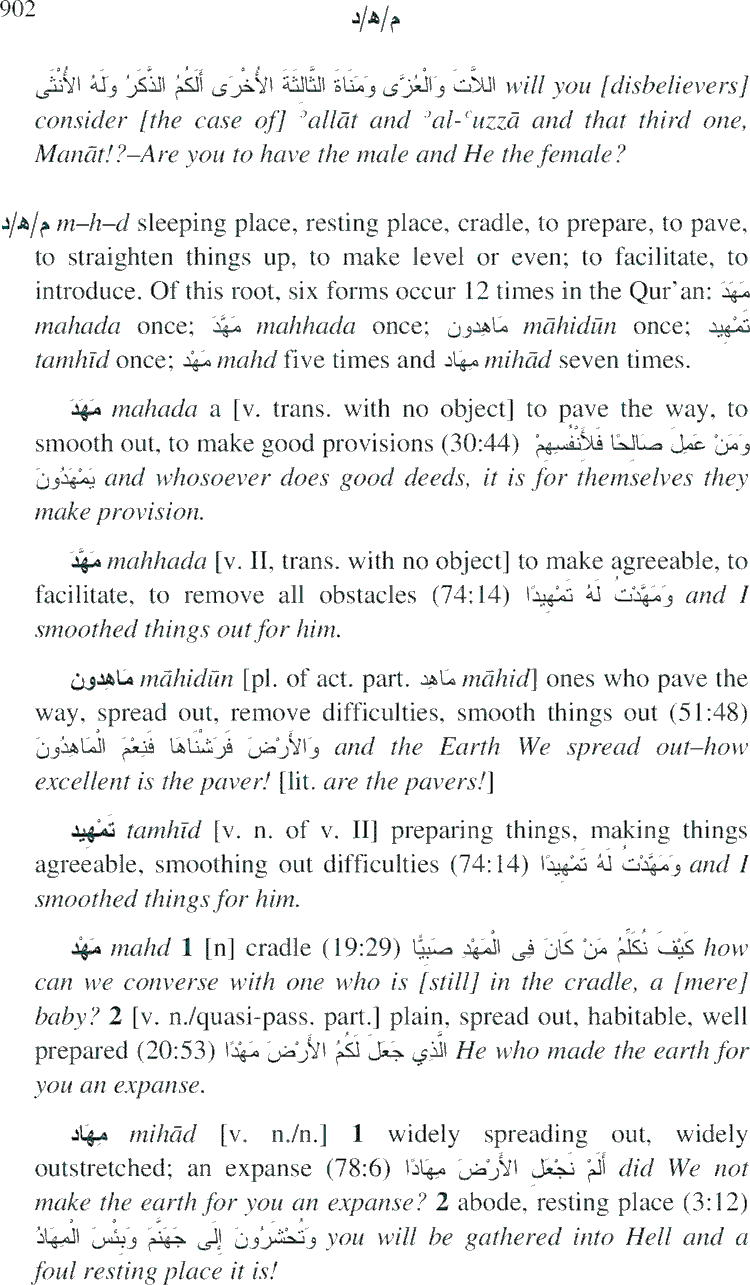 902
م/ﻫ/د
اللاَّتَ وَالْعُزَّى وَمَنَاةَ الثَّالِثَةَ الأُخْرَى أَلَكُمُ الذَّكَرُ وَلَهُ الأُنْثَى will you [disbelievers]
consider [the case of] ʾallāt and ʾal-ʿuzzā and that third one,
Manāt!?–Are you to have the male and He the female?
م/ﻫ/د m–h–d sleeping place, resting place, cradle, to prepare, to pave,
to straighten things up, to make level or even; to facilitate, to
introduce. Of this root, six forms occur 12 times in the Qur’an: مَهَدَ
mahada once; مَهَّدَ mahhada once; مَاهِدون māhidūn once; تَمْهِيد
tamhīd once; مَهْد mahd five times and مِهَاد mihād seven times.
مَهَدَ mahada a [v. trans. with no object] to pave the way, to
smooth out, to make good provisions (30:44) وَمَنْ عَمِلَ صَالِحًا فَلأَنْفُسِهِمْ
يَمْهَدُونَ and whosoever does good deeds, it is for themselves they
make provision.
مَهَّدَ mahhada [v. II, trans. with no object] to make agreeable, to
facilitate, to remove all obstacles (74:14) وَمَهَّدْتُ لَهُ تَمْهِيدًا and I
smoothed things out for him.
مَاهِدون māhidūn [pl. of act. part. مَاهِد māhid] ones who pave the
way, spread out, remove difficulties, smooth things out (51:48)
وَالأَرْضَ فَرَشْنَاهَا فَنِعْمَ الْمَاهِدُونَ and the Earth We spread out–how
excellent is the paver! [lit. are the pavers!]
تَمْهِيد tamhīd [v. n. of v. II] preparing things, making things
agreeable, smoothing out difficulties (74:14) وَمَهَّدْتُ لَهُ تَمْهِيدًا and I
smoothed things for him.
مَهْد mahd 1 [n] cradle (19:29) كَيْفَ نُكَلِّمُ مَنْ كَانَ فِى الْمَهْدِ صَبِيًّا how
can we converse with one who is [still] in the cradle, a [mere]
baby? 2 [v. n./quasi-pass. part.] plain, spread out, habitable, well
prepared (20:53) الَّذِي جَعَلَ لَكُمُ الأَرْضَ مَهْدًا He who made the earth for
you an expanse.
مِهَاد mihād [v. n./n.] 1 widely spreading out, widely
outstretched; an expanse (78:6) أَلَمْ نَجْعَلِ الأَرْضَ مِهَادًا did We not
make the earth for you an expanse? 2 abode, resting place (3:12)
وَتُحْشَرُونَ إِلَى جَهَنَّمَ وَبِئْسَ الْمِهَادُ you will be gathered into Hell and a
foul resting place it is!